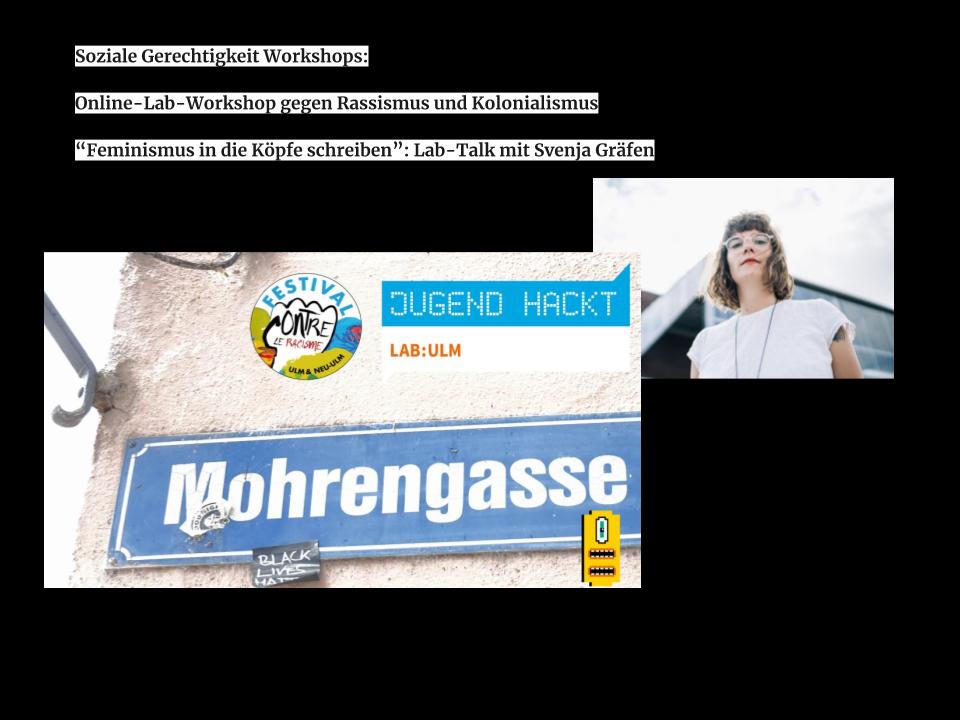 Soziale Gerechtigkeit Workshops:
Online-Lab-Workshop gegen Rassismus und Kolonialismus
“Feminismus in die Köpfe schreiben”: Lab-Talk mit Svenja Gräfen
FESTIVAL
CONTRE
LE RACISME
ULM & NEU-ULM
JUGEND HACKT
LAB:ULM
Mohrengasse
BLACK
LIVES